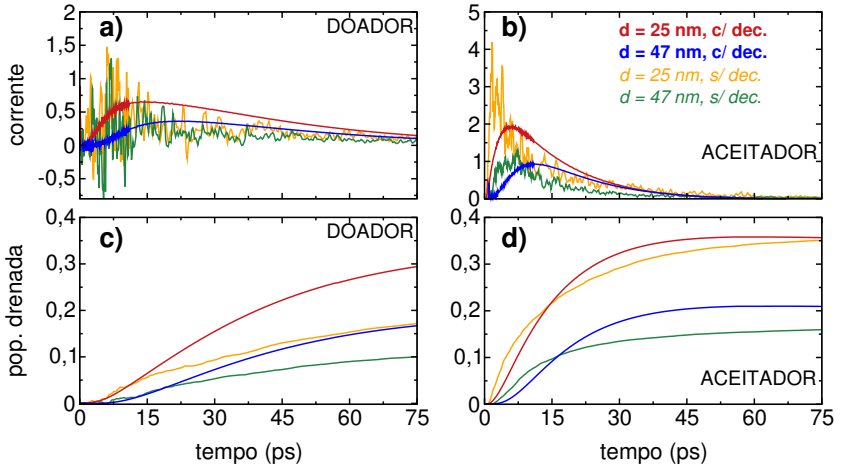 a)
DOADOR
2
1,5
1
0,5
0
-0,5
corrente
b)
d = 25 nm, c/ dec.
d = 47 nm, c/ dec.
d = 25 nm, s/ dec.
d = 47 nm, s/ dec.
ACEITADOR
5
4
3
2
1
0
c)
DOADOR
0,4
0,3
0,2
0,1
0
pop. drenada
0 15 30 45 60 75
tempo (ps)
d)
ACEITADOR
0,4
0,3
0,2
0,1
0
0 15 30 45 60 75
tempo (ps)